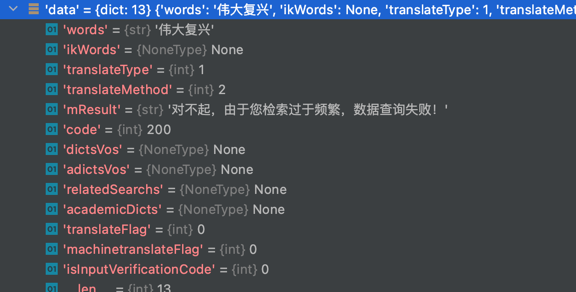 'data' = {dict: 13} {'words': '伟大复兴', 'ikWords': None, 'translateType': 1, 'translateMet
01 'words' = {str} '伟大复兴'
01 'ikWords' = {NoneType} None
01 'translateType' = {int} 1
01 'translateMethod' = {int} 2
01 'mResult' = {str} '对不起，由于您检索过于频繁，数据查询失败！'
01 'code' = {int} 200
01 'dictsVos' = {NoneType} None
01 'adictsVos' = {NoneType} None
01 'relatedSearchs' = {NoneType} None
01 'academicDicts' = {NoneType} None
01 'translateFlag' = {int} 0
01 'machinetranslateFlag' = {int} 0
01 'isInputVerificationCode' = {int} 0
01 __len__ = {int} 13